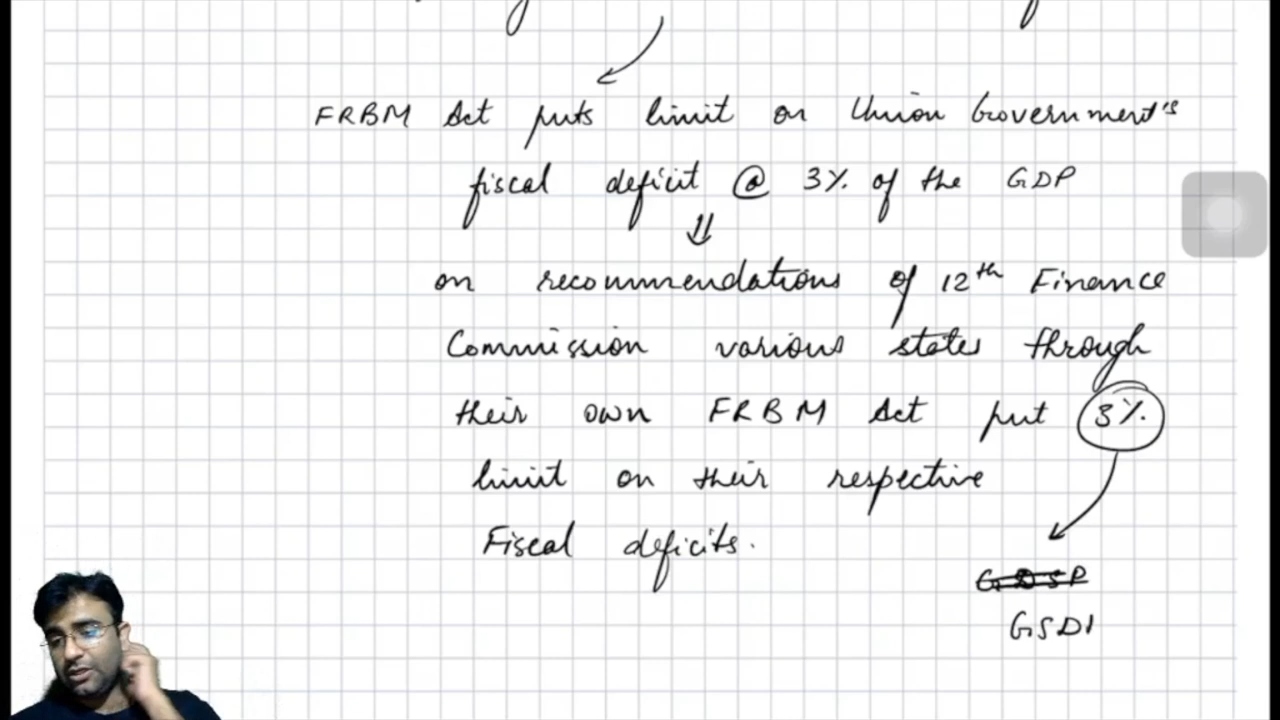 FRBM Act puts limit on Union Government's
fiscal deficit @ 3% of the GDP
on recommendations of 12th Finance
Commission various states through
their own FRBM Act put 3%
limit on their respective
Fiscal deficits.
GDSP
GSDP